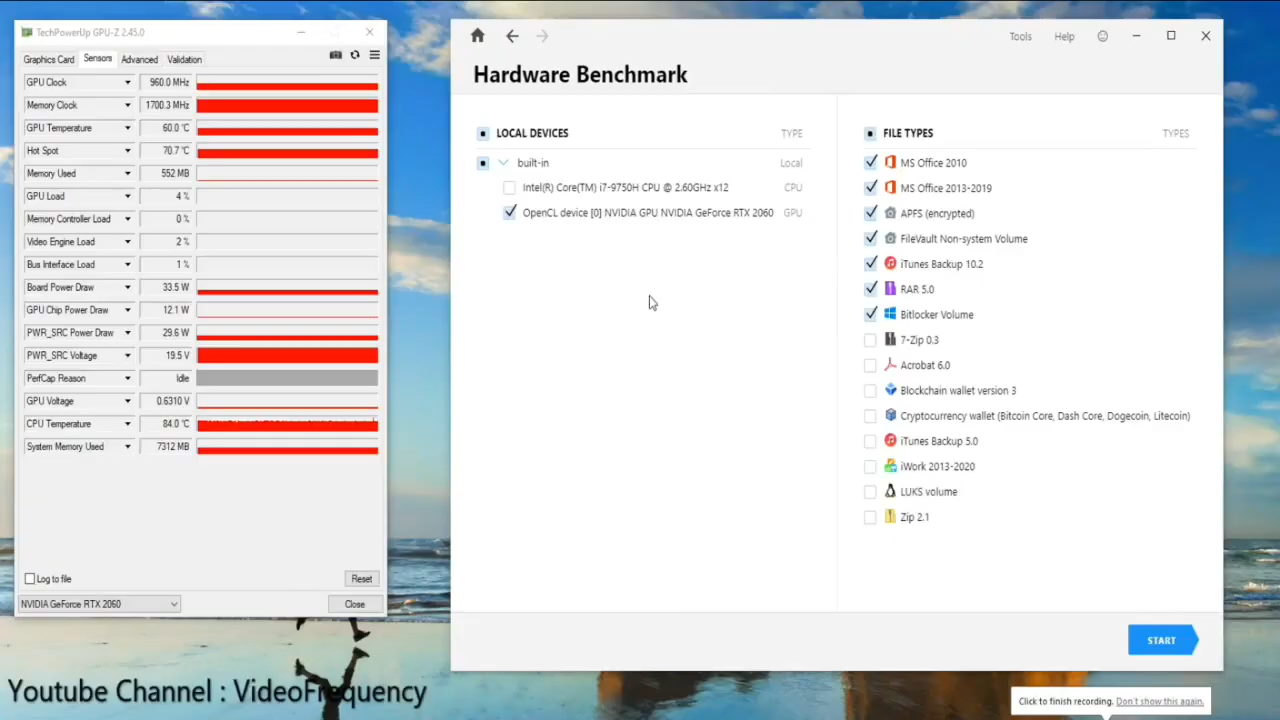 TechPowerUp GPU-Z 2.45.0
Graphics Card Sensors Advanced Validation
GPU Clock 960.0 MHz
Memory Clock 1700.3 MHz
GPU Temperature 60.0 °C
Hot Spot 70.7 °C
Memory Used 552 MB
GPU Load 4 %
Memory Controller Load 0 %
Video Engine Load 2 %
Bus Interface Load 1 %
Board Power Draw 33.5 W
GPU Chip Power Draw 12.1 W
PWR_SRC Power Draw 29.6 W
PWR_SRC Voltage 19.5 V
PerfCap Reason Idle
GPU Voltage 0.6310 V
CPU Temperature 84.0 °C
System Memory Used 7312 MB
Log to file Reset
NVIDIA GeForce RTX 2060 Close
Tools Help
Hardware Benchmark
LOCAL DEVICES TYPE
built-in Local
Intel(R) Core(TM) i7-9750H CPU @ 2.60GHz x12 CPU
OpenCL device [0] NVIDIA GPU NVIDIA GeForce RTX 2060 GPU
FILE TYPES TYPES
MS Office 2010
MS Office 2013-2019
APFS (encrypted)
FileVault Non-system Volume
iTunes Backup 10.2
RAR 5.0
Bitlocker Volume
7-Zip 0.3
Acrobat 6.0
Blockchain wallet version 3
Cryptocurrency wallet (Bitcoin Core, Dash Core, Dogecoin, Litecoin)
iTunes Backup 5.0
iWork 2013-2020
LUKS volume
Zip 2.1
START
Youtube Channel : VideoFrequency
Click to finish recording. Don't show this again.